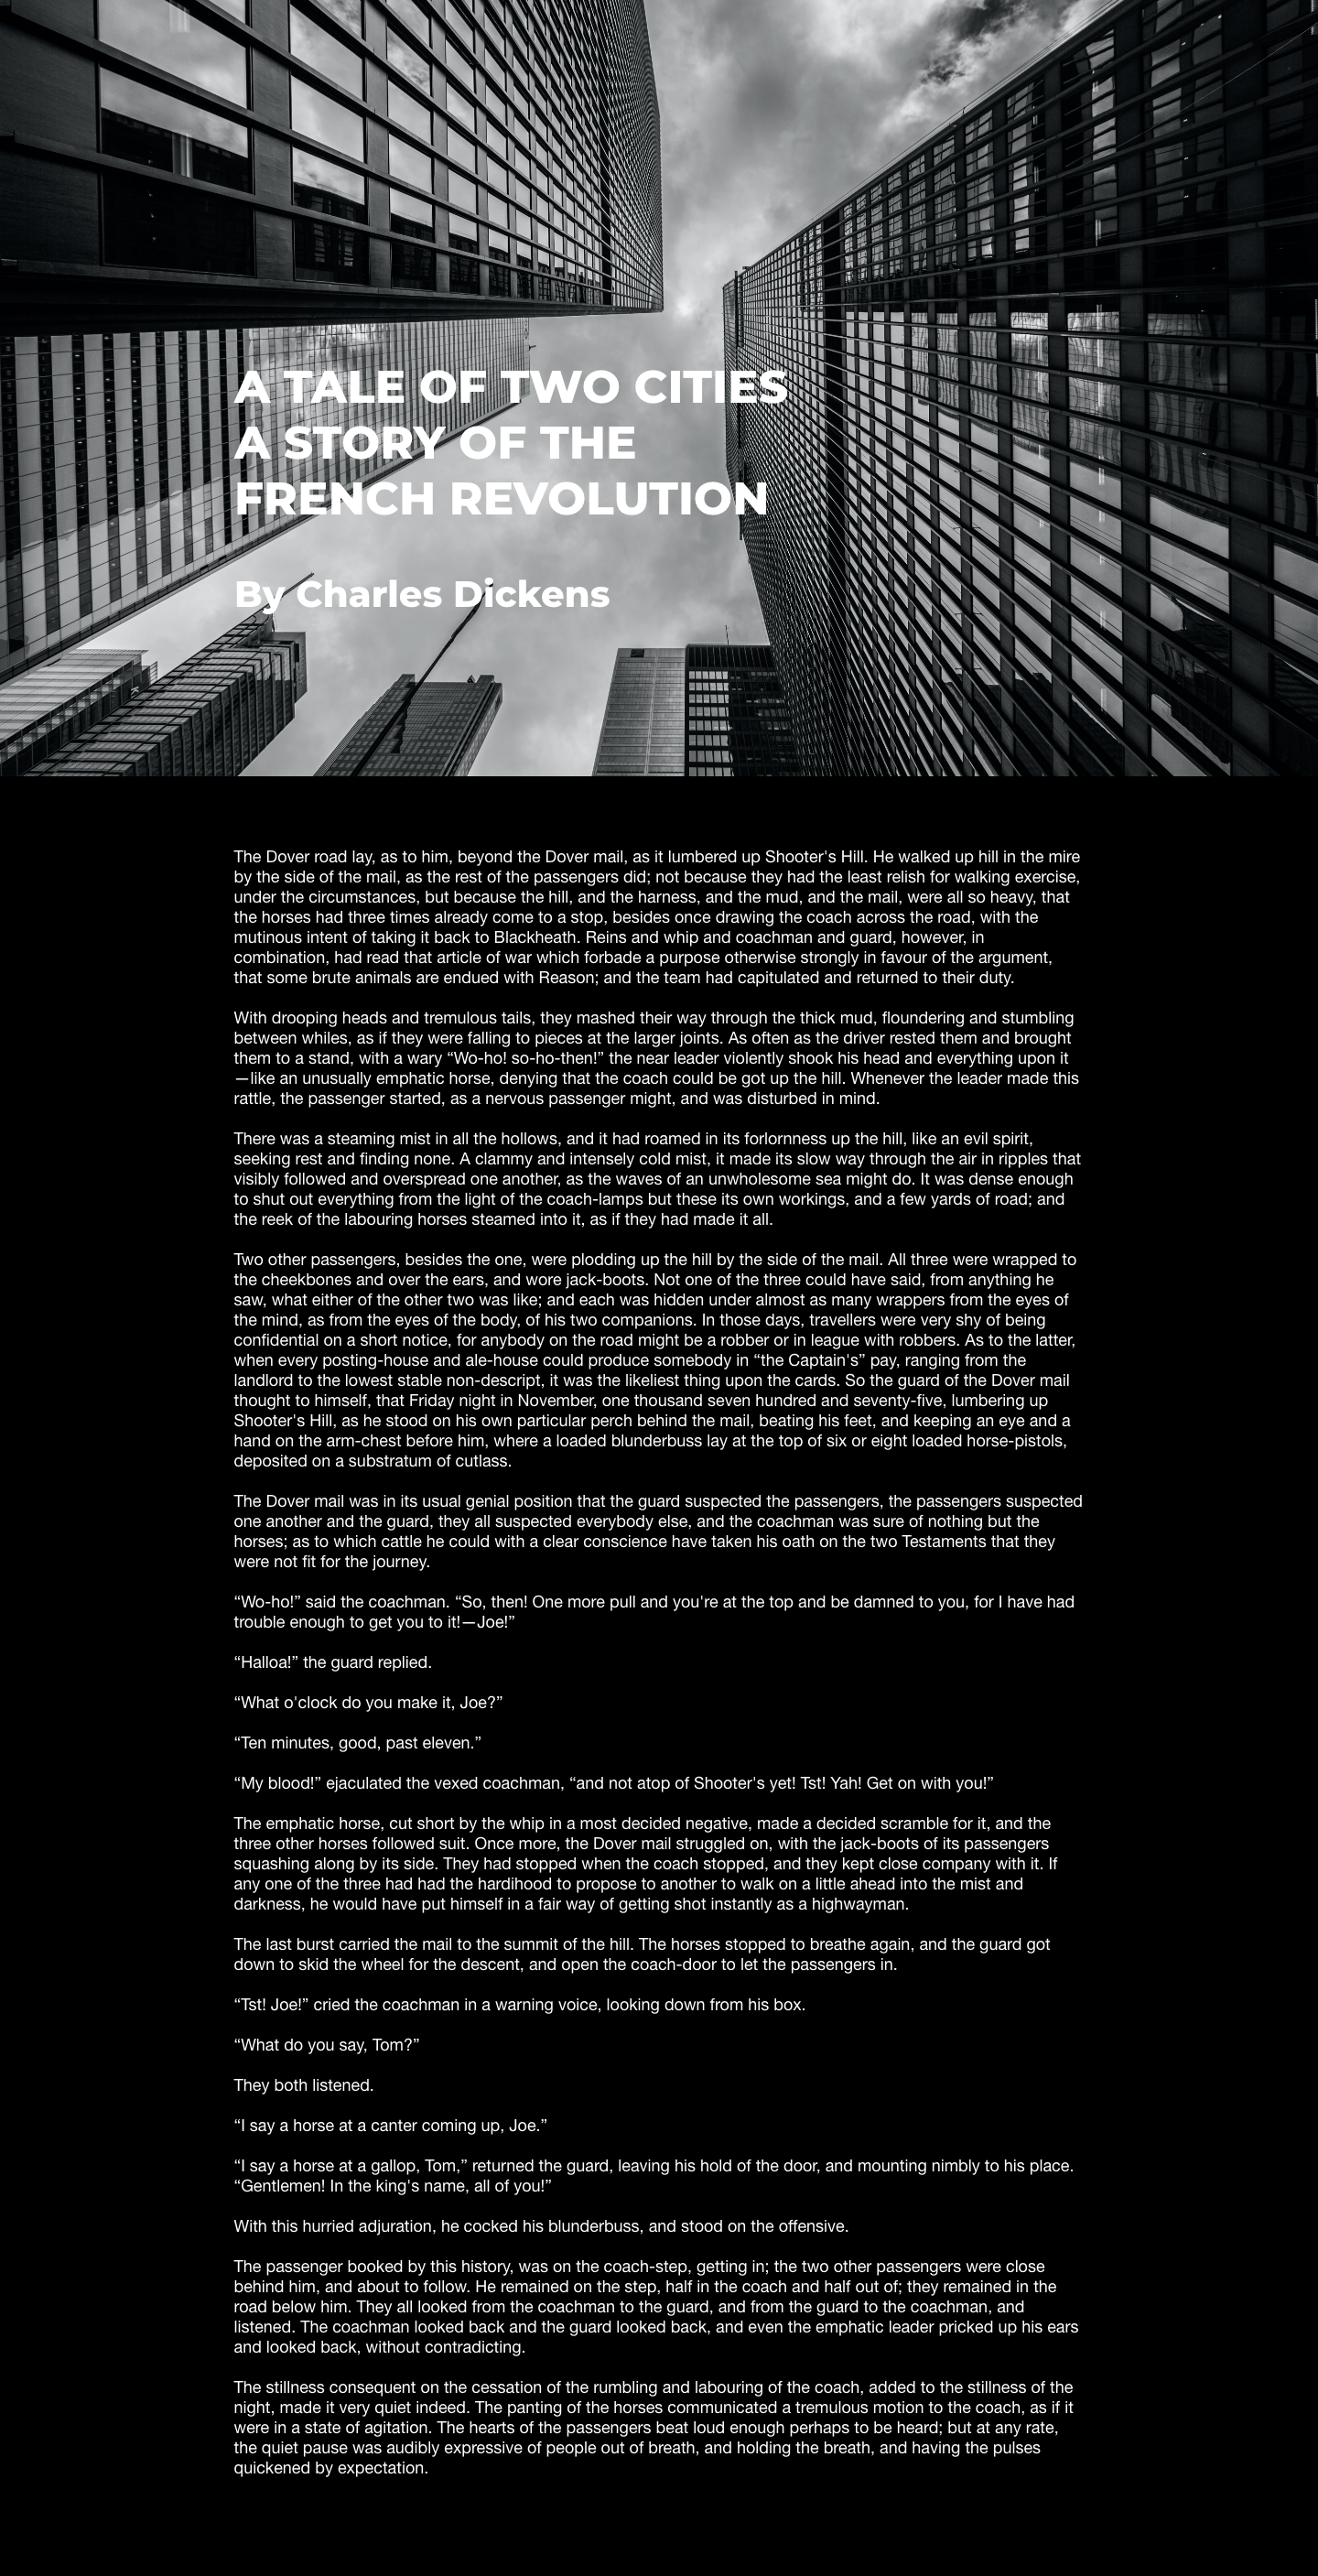 A TALE OF TWO CITIES
A STORY OF THE
FRENCH REVOLUTION
By Charles Dickens
The Dover road lay, as to him, beyond the Dover mail, as it lumbered up Shooter's Hill. He walked up hill in the mire
by the side of the mail, as the rest of the passengers did; not because they had the least relish for walking exercise,
under the circumstances, but because the hill, and the harness, and the mud, and the mail, were all so heavy, that
the horses had three times already come to a stop, besides once drawing the coach across the road, with the
mutinous intent of taking it back to Blackheath. Reins and whip and coachman and guard, however, in
combination, had read that article of war which forbade a purpose otherwise strongly in favour of the argument,
that some brute animals are endued with Reason; and the team had capitulated and returned to their duty.
With drooping heads and tremulous tails, they mashed their way through the thick mud, floundering and stumbling
between whiles, as if they were falling to pieces at the larger joints. As often as the driver rested them and brought
them to a stand, with a wary “Wo-ho! so-ho-then!” the near leader violently shook his head and everything upon it
—like an unusually emphatic horse, denying that the coach could be got up the hill. Whenever the leader made this
rattle, the passenger started, as a nervous passenger might, and was disturbed in mind.
There was a steaming mist in all the hollows, and it had roamed in its forlornness up the hill, like an evil spirit,
seeking rest and finding none. A clammy and intensely cold mist, it made its slow way through the air in ripples that
visibly followed and overspread one another, as the waves of an unwholesome sea might do. It was dense enough
to shut out everything from the light of the coach-lamps but these its own workings, and a few yards of road; and
the reek of the labouring horses steamed into it, as if they had made it all.
Two other passengers, besides the one, were plodding up the hill by the side of the mail. All three were wrapped to
the cheekbones and over the ears, and wore jack-boots. Not one of the three could have said, from anything he
saw, what either of the other two was like; and each was hidden under almost as many wrappers from the eyes of
the mind, as from the eyes of the body, of his two companions. In those days, travellers were very shy of being
confidential on a short notice, for anybody on the road might be a robber or in league with robbers. As to the latter,
when every posting-house and ale-house could produce somebody in “the Captain's” pay, ranging from the
landlord to the lowest stable non-descript, it was the likeliest thing upon the cards. So the guard of the Dover mail
thought to himself, that Friday night in November, one thousand seven hundred and seventy-five, lumbering up
Shooter's Hill, as he stood on his own particular perch behind the mail, beating his feet, and keeping an eye and a
hand on the arm-chest before him, where a loaded blunderbuss lay at the top of six or eight loaded horse-pistols,
deposited on a substratum of cutlass.
The Dover mail was in its usual genial position that the guard suspected the passengers, the passengers suspected
one another and the guard, they all suspected everybody else, and the coachman was sure of nothing but the
horses; as to which cattle he could with a clear conscience have taken his oath on the two Testaments that they
were not fit for the journey.
“Wo-ho!” said the coachman. “So, then! One more pull and you're at the top and be damned to you, for I have had
trouble enough to get you to it!—Joe!”
“Halloa!” the guard replied.
“What o'clock do you make it, Joe?”
“Ten minutes, good, past eleven.”
“My blood!” ejaculated the vexed coachman, “and not atop of Shooter's yet! Tst! Yah! Get on with you!”
The emphatic horse, cut short by the whip in a most decided negative, made a decided scramble for it, and the
three other horses followed suit. Once more, the Dover mail struggled on, with the jack-boots of its passengers
squashing along by its side. They had stopped when the coach stopped, and they kept close company with it. If
any one of the three had had the hardihood to propose to another to walk on a little ahead into the mist and
darkness, he would have put himself in a fair way of getting shot instantly as a highwayman.
The last burst carried the mail to the summit of the hill. The horses stopped to breathe again, and the guard got
down to skid the wheel for the descent, and open the coach-door to let the passengers in.
“Tst! Joe!” cried the coachman in a warning voice, looking down from his box.
“What do you say, Tom?”
They both listened.
“I say a horse at a canter coming up, Joe.”
“I say a horse at a gallop, Tom,” returned the guard, leaving his hold of the door, and mounting nimbly to his place.
“Gentlemen! In the king's name, all of you!”
With this hurried adjuration, he cocked his blunderbuss, and stood on the offensive.
The passenger booked by this history, was on the coach-step, getting in; the two other passengers were close
behind him, and about to follow. He remained on the step, half in the coach and half out of; they remained in the
road below him. They all looked from the coachman to the guard, and from the guard to the coachman, and
listened. The coachman looked back and the guard looked back, and even the emphatic leader pricked up his ears
and looked back, without contradicting.
The stillness consequent on the cessation of the rumbling and labouring of the coach, added to the stillness of the
night, made it very quiet indeed. The panting of the horses communicated a tremulous motion to the coach, as if it
were in a state of agitation. The hearts of the passengers beat loud enough perhaps to be heard; but at any rate,
the quiet pause was audibly expressive of people out of breath, and holding the breath, and having the pulses
quickened by expectation.